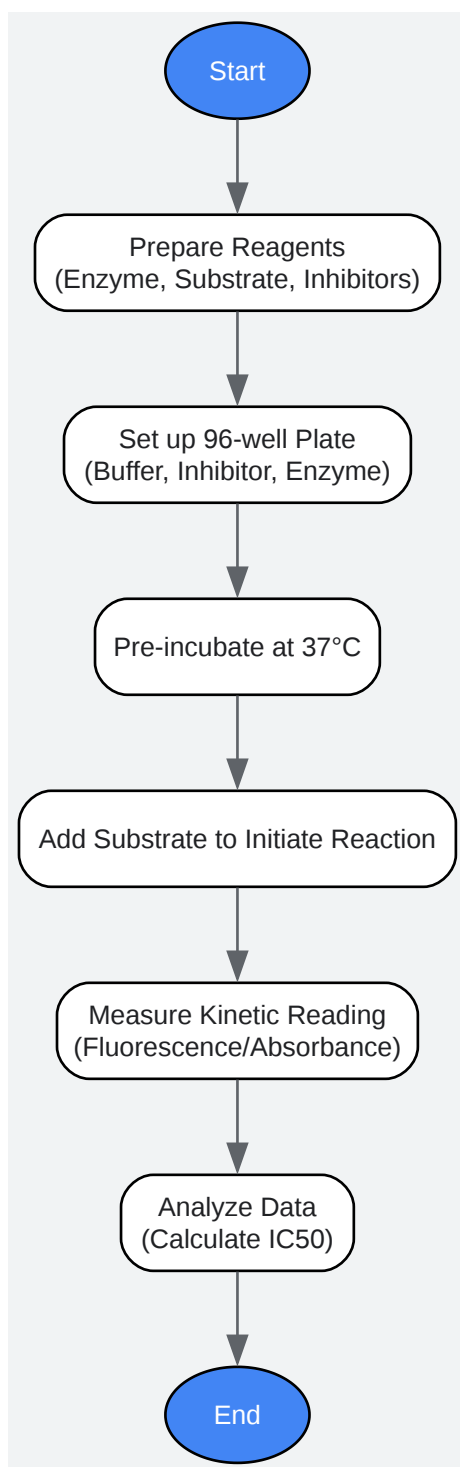 Start
Prepare Reagents
(Enzyme, Substrate, Inhibitors)
Set up 96-well Plate
(Buffer, Inhibitor, Enzyme)
Pre-incubate at 37°C
Add Substrate to Initiate Reaction
Measure Kinetic Reading
(Fluorescence/Absorbance)
Analyze Data
(Calculate IC50)
End